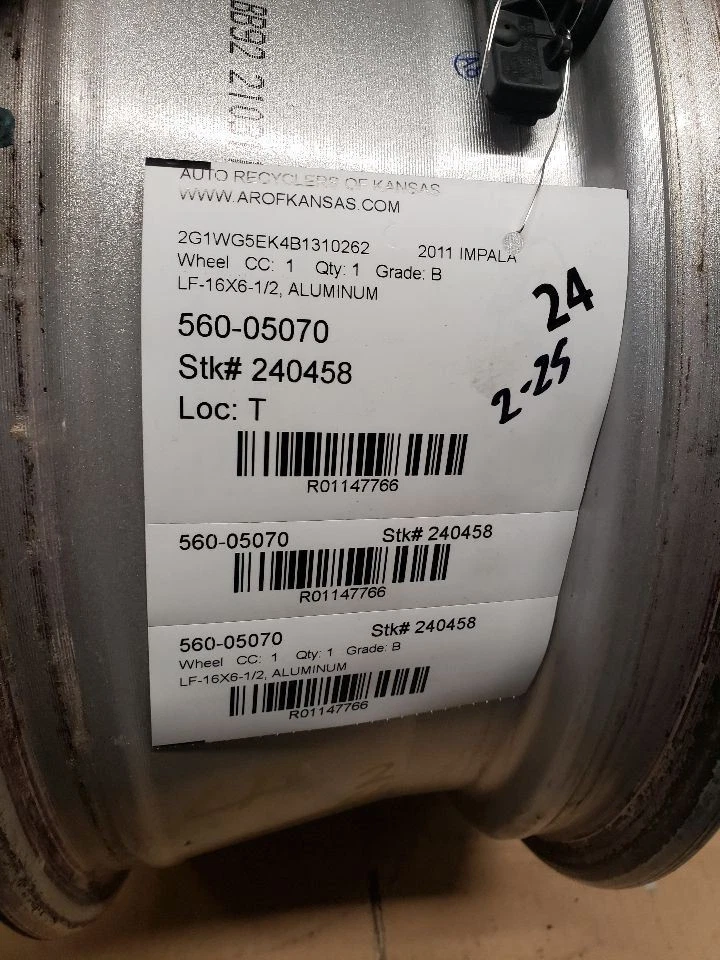 AUTO RECYCLERS OF KANSAS
WWW.AROFKANSAS.COM
2G1WG5EK4B1310262 2011 IMPALA
Wheel CC: 1 Qty: 1 Grade: B
LF-16X6-1/2, ALUMINUM
24
560-05070
Stk# 240458
2-25
Loc: T
R01147766
560-05070 Stk# 240458
R01147766
560-05070 Stk# 240458
Wheel CC: 1 Qty: 1 Grade: B
LF-16X6-1/2, ALUMINUM
R01147766